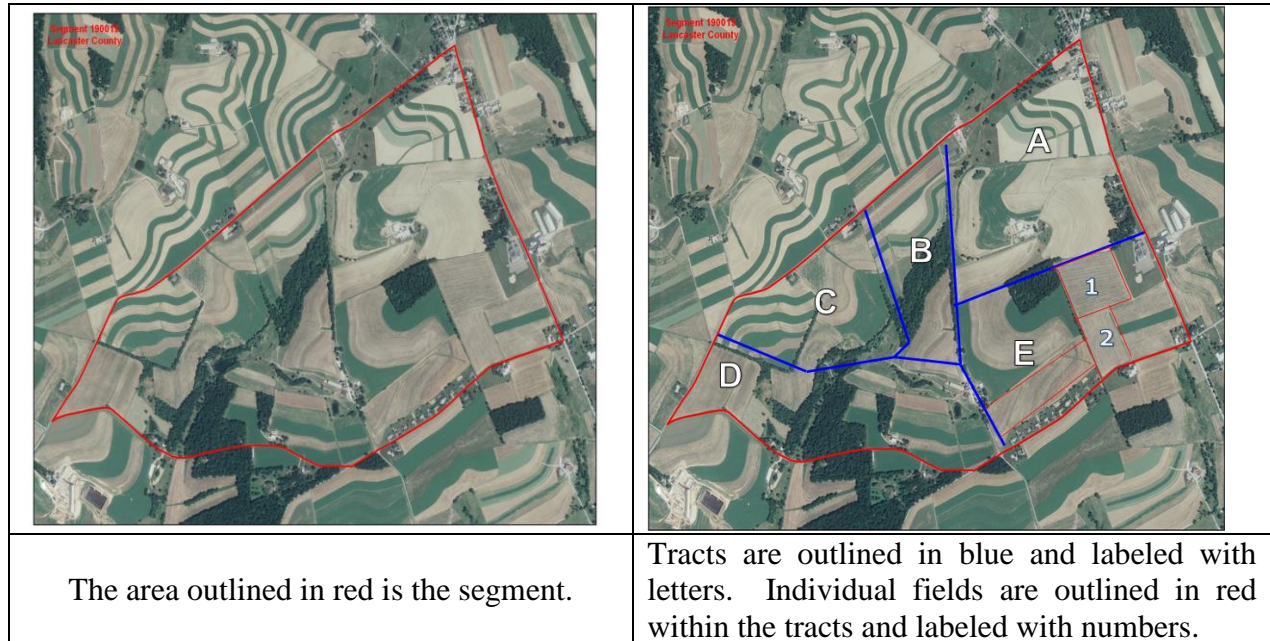 Segment 190019
Lancaster County
Segment 190019
Lancaster County
A
B
1
C
2
E
D
The area outlined in red is the segment.
Tracts are outlined in blue and labeled with
letters. Individual fields are outlined in red
within the tracts and labeled with numbers.